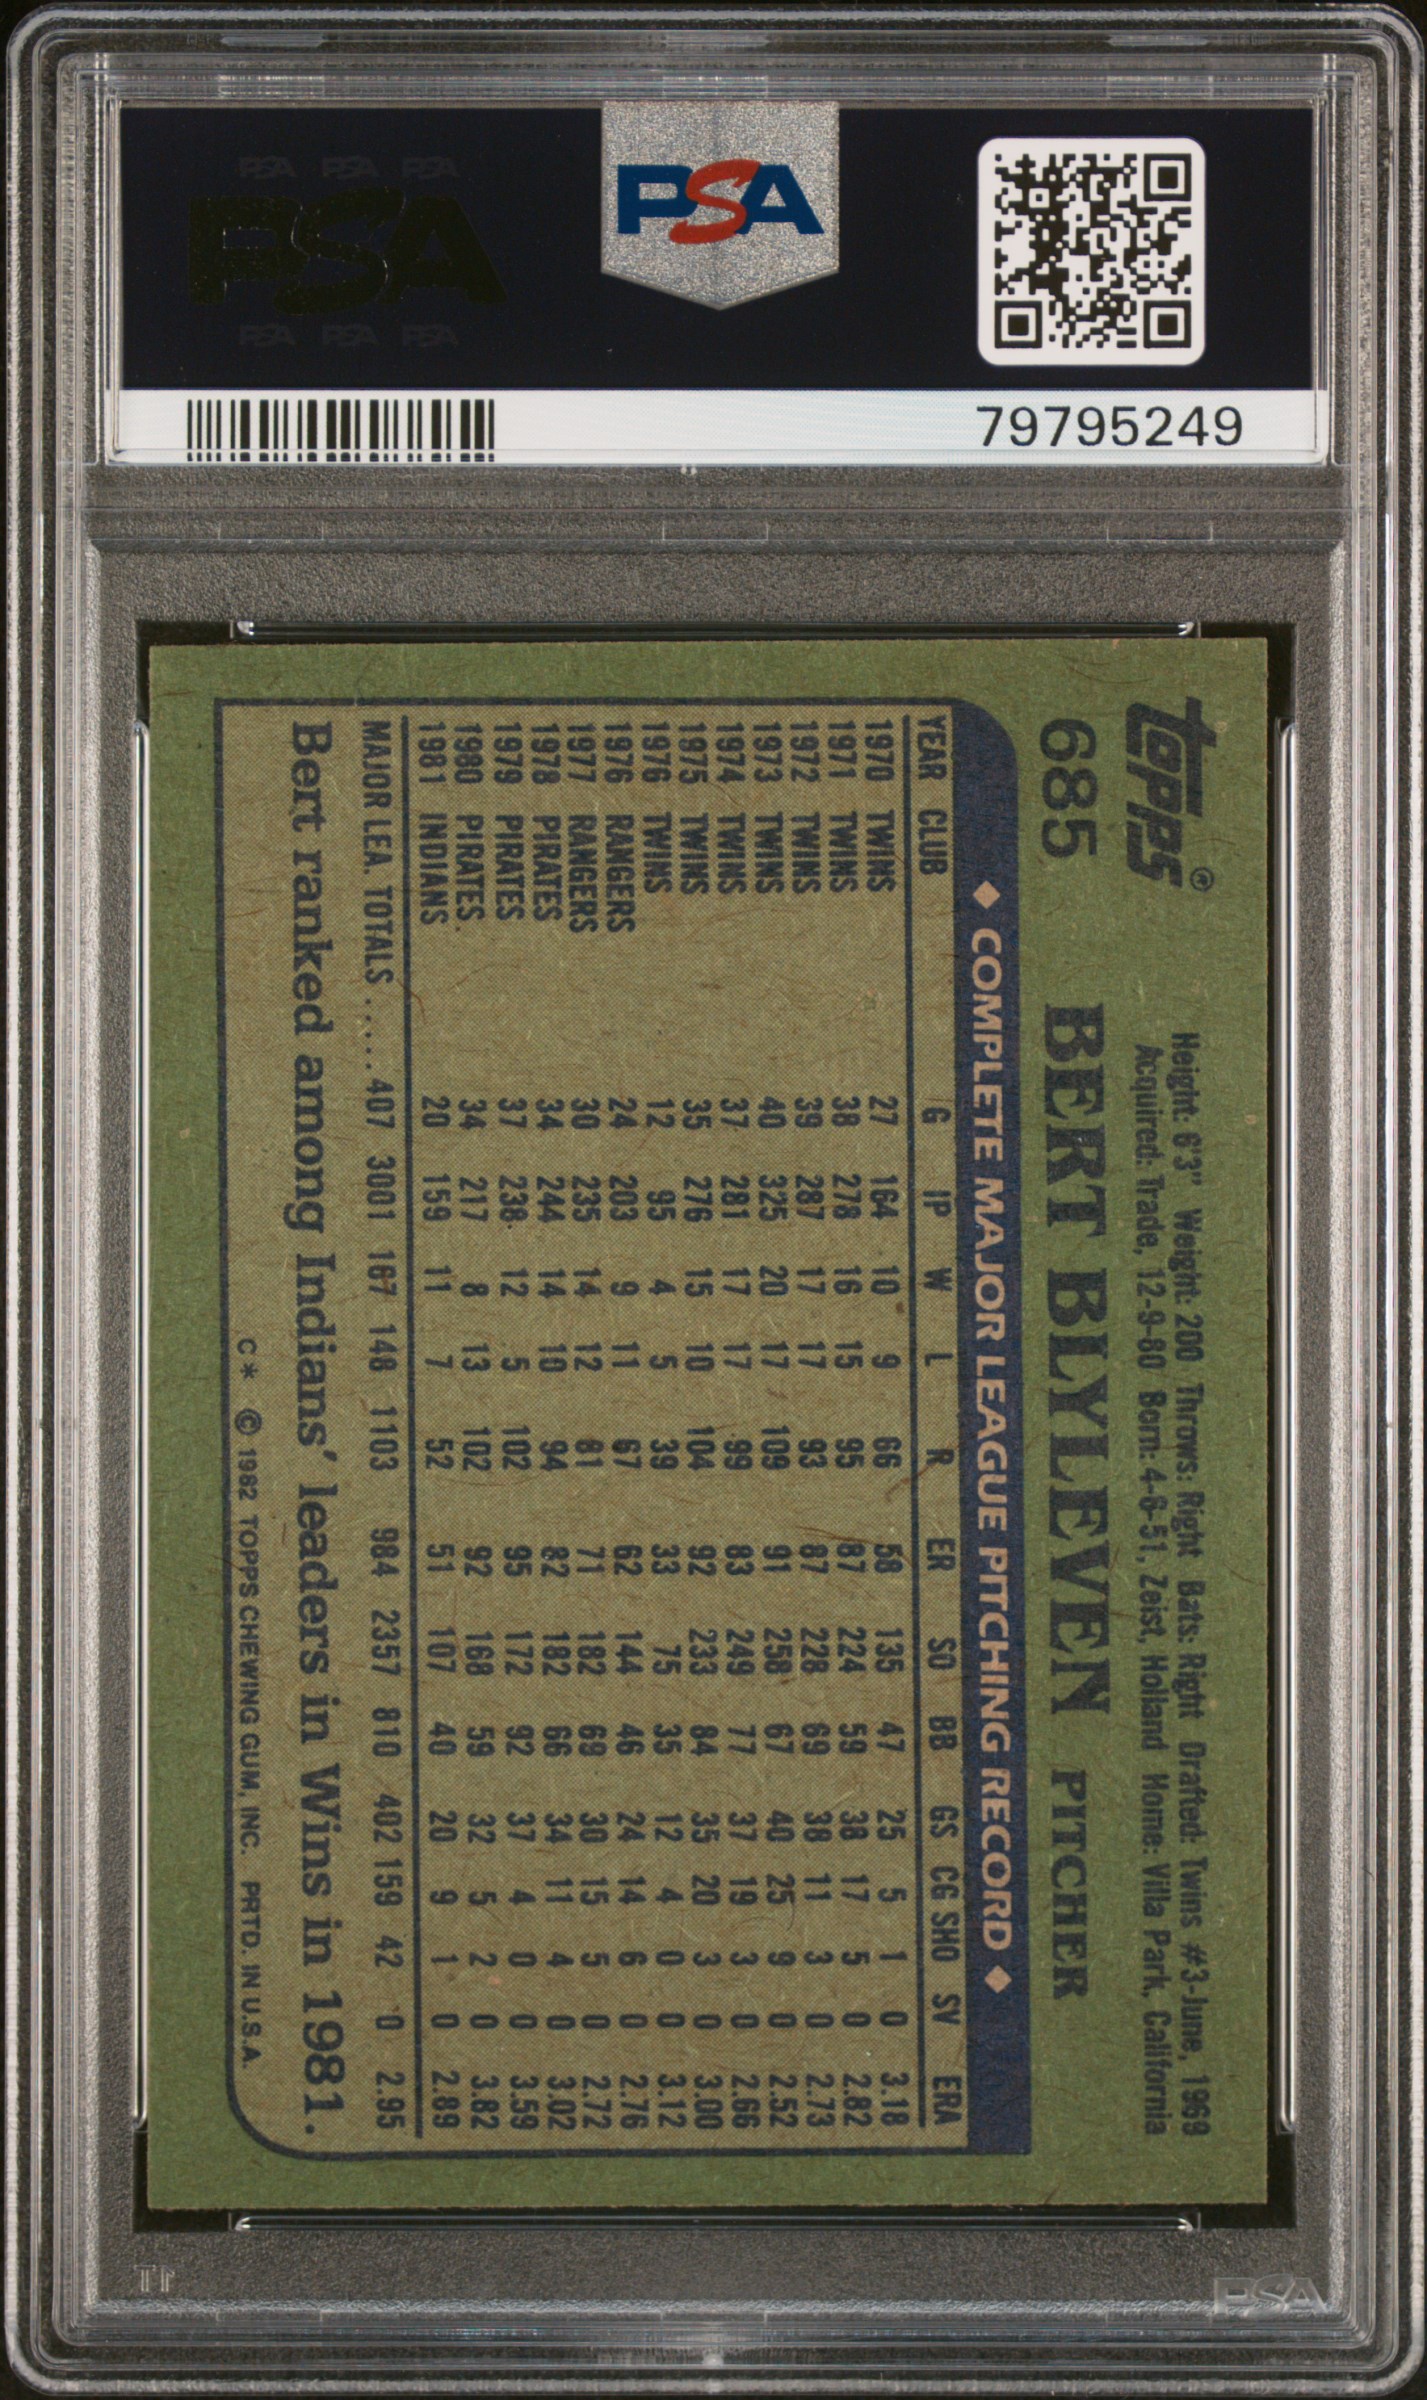 PSA PSA PSA
PSA
PSA PSA PSA
PSA
79795249
Topps®
685 BERT BLYLEVEN PITCHER
Height: 6'3" Weight: 200 Throws: Right Bats: Right Drafted: Twins #3-June, 1969
Acquired: Trade, 12-9-80 Born: 4-6-51, Zeist, Holland Home: Villa Park, California
◆ COMPLETE MAJOR LEAGUE PITCHING RECORD ◆
YEAR CLUB G IP W L R ER SO BB GS CG SHO SV ERA
1970 TWINS 27 164 10 9 66 58 135 47 25 5 1 0 3.18
1971 TWINS 38 278 16 15 95 87 224 59 38 17 5 0 2.82
1972 TWINS 39 287 17 17 93 87 228 69 38 11 3 0 2.73
1973 TWINS 40 325 20 17 109 91 258 67 40 25 9 0 2.52
1974 TWINS 37 281 17 17 99 83 249 77 37 19 3 0 2.66
1975 TWINS 35 276 15 10 104 92 233 84 35 20 3 0 3.00
1976 TWINS 12 95 4 5 39 33 75 35 12 4 0 0 3.12
1976 RANGERS 24 203 9 11 67 62 144 46 24 14 6 0 2.76
1977 RANGERS 30 235 14 12 81 71 182 69 30 15 5 0 2.72
1978 PIRATES 34 244 14 10 94 82 182 66 34 11 4 0 3.02
1979 PIRATES 37 238 12 5 102 95 172 92 37 4 0 0 3.59
1980 PIRATES 34 217 8 13 102 92 168 59 32 5 2 0 3.82
1981 INDIANS 20 159 11 7 52 51 107 40 20 9 1 0 2.89
MAJOR LEA. TOTALS ...... 407 3001 167 148 1103 984 2357 810 402 159 42 0 2.95
Bert ranked among Indians' leaders in Wins in 1981.
C* © 1982 TOPPS CHEWING GUM, INC. PRTD. IN U.S.A.
PSA